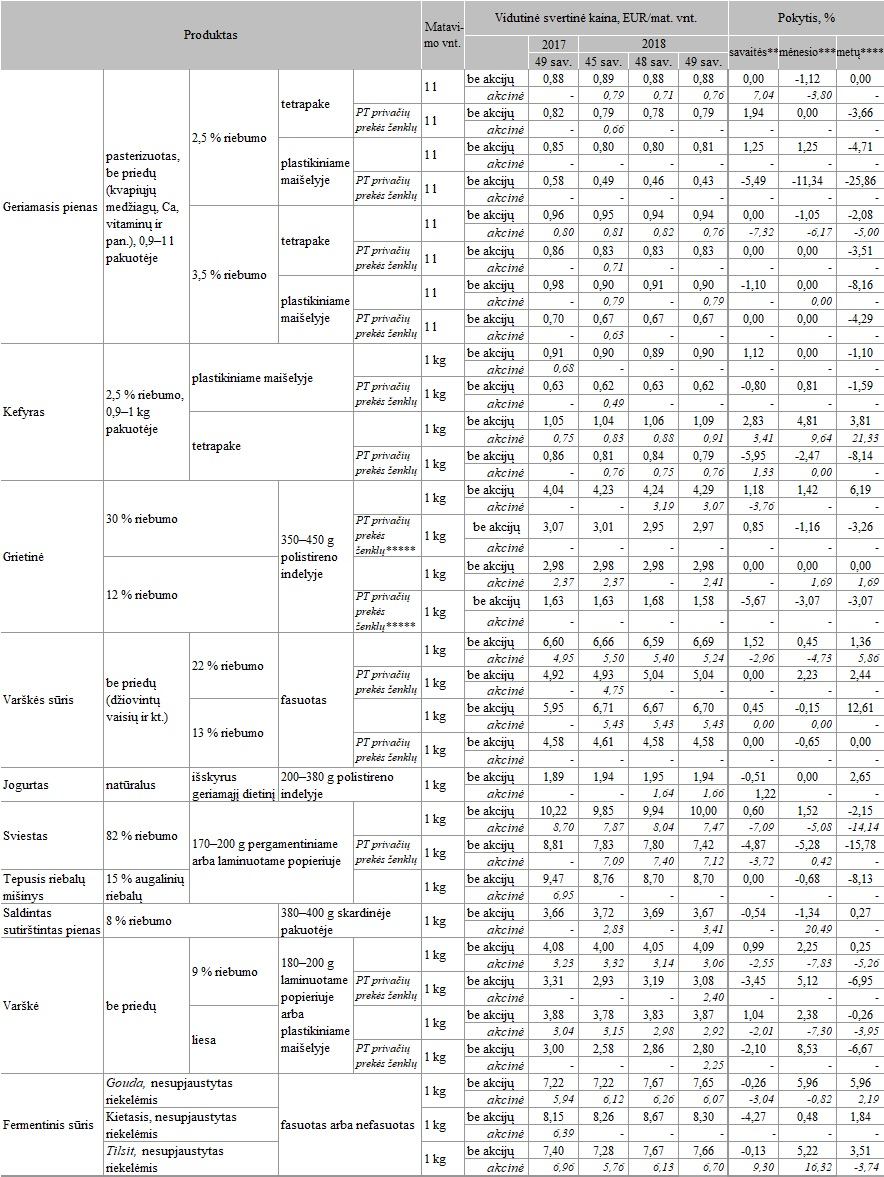 Produktas Matavi- Vidutinė svertinė kaina, EUR/mat. vnt. Pokytis, %
mo vnt. 2017 2018 savaitės** mėnesio*** metų****
49 sav. 45 sav. 48 sav. 49 sav.
Geriamasis pienas
pasterizuotas,
be priedų
(kvapiųjų
medžiagų, Ca,
vitaminų ir
pan.), 0,9–1 l
pakuotėje
2,5 % riebumo
tetrapake
1 l be akcijų 0,88 0,89 0,88 0,88 0,00 -1,12 0,00
akcinė - 0,79 0,71 0,76 7,04 -3,80 -
PT privačių
prekės ženklų
1 l be akcijų 0,82 0,79 0,78 0,79 1,94 0,00 -3,66
akcinė - 0,66 - - - - -
plastikiniame
maišelyje
1 l be akcijų 0,85 0,80 0,80 0,81 1,25 1,25 -4,71
akcinė - - - - - - -
PT privačių
prekės ženklų
1 l be akcijų 0,58 0,49 0,46 0,43 -5,49 -11,34 -25,86
akcinė - - - - - - -
3,5 % riebumo
tetrapake
1 l be akcijų 0,96 0,95 0,94 0,94 0,00 -1,05 -2,08
akcinė 0,80 0,81 0,82 0,76 -7,32 -6,17 -5,00
PT privačių
prekės ženklų
1 l be akcijų 0,86 0,83 0,83 0,83 0,00 0,00 -3,51
akcinė - 0,71 - - - - -
plastikiniame
maišelyje
1 l be akcijų 0,98 0,90 0,91 0,90 -1,10 0,00 -8,16
akcinė - 0,79 - 0,79 - 0,00 -
PT privačių
prekės ženklų
1 l be akcijų 0,70 0,67 0,67 0,67 0,00 0,00 -4,29
akcinė - 0,63 - - - - -
Kefyras
2,5 % riebumo,
0,9–1 kg
pakuotėje
plastikiniame maišelyje
1 kg be akcijų 0,91 0,90 0,89 0,90 1,12 0,00 -1,10
akcinė 0,68 - - - - - -
PT privačių
prekės ženklų
1 kg be akcijų 0,63 0,62 0,63 0,62 -0,80 0,81 -1,59
akcinė - 0,49 - - - - -
tetrapake
1 kg be akcijų 1,05 1,04 1,06 1,09 2,83 4,81 3,81
akcinė 0,75 0,83 0,88 0,91 3,41 9,64 21,33
PT privačių
prekės ženklų
1 kg be akcijų 0,86 0,81 0,84 0,79 -5,95 -2,47 -8,14
akcinė - 0,76 0,75 0,76 1,33 0,00 -
Grietinė
30 % riebumo
350–450 g
polistireno
indelyje
1 kg be akcijų 4,04 4,23 4,24 4,29 1,18 1,42 6,19
akcinė - - 3,19 3,07 -3,76 - -
PT privačių
prekės
ženklų*****
1 kg be akcijų 3,07 3,01 2,95 2,97 0,85 -1,16 -3,26
akcinė - - - - - - -
12 % riebumo
1 kg be akcijų 2,98 2,98 2,98 2,98 0,00 0,00 0,00
akcinė 2,37 2,37 - 2,41 - 1,69 1,69
PT privačių
prekės
ženklų*****
1 kg be akcijų 1,63 1,63 1,68 1,58 -5,67 -3,07 -3,07
akcinė - - - - - - -
Varškės sūris
be priedų
(džiovintų
vaisių ir kt.)
22 % riebumo
fasuotas
1 kg be akcijų 6,60 6,66 6,59 6,69 1,52 0,45 1,36
akcinė 4,95 5,50 5,40 5,24 -2,96 -4,73 5,86
PT privačių
prekės ženklų
1 kg be akcijų 4,92 4,93 5,04 5,04 0,00 2,23 2,44
akcinė - 4,75 - - - - -
13 % riebumo
1 kg be akcijų 5,95 6,71 6,67 6,70 0,45 -0,15 12,61
akcinė - 5,43 5,43 5,43 0,00 0,00 -
PT privačių
prekės ženklų
1 kg be akcijų 4,58 4,61 4,58 4,58 0,00 -0,65 0,00
akcinė - - - - - - -
Jogurtas
natūralus
išskyrus
geriamąjį dietinį
200–380 g polistireno
indelyje
1 kg be akcijų 1,89 1,94 1,95 1,94 -0,51 0,00 2,65
akcinė - - 1,64 1,66 1,22 - -
Sviestas
82 % riebumo
170–200 g pergamentiniame
arba laminuotame popieriuje
1 kg be akcijų 10,22 9,85 9,94 10,00 0,60 1,52 -2,15
akcinė 8,70 7,87 8,04 7,47 -7,09 -5,08 -14,14
PT privačių
prekės ženklų
1 kg be akcijų 8,81 7,83 7,80 7,42 -4,87 -5,28 -15,78
akcinė - 7,09 7,40 7,12 -3,72 0,42 -
Tepusis riebalų
mišinys
15 % augalinių
riebalų
1 kg be akcijų 9,47 8,76 8,70 8,70 0,00 -0,68 -8,13
akcinė 6,95 - - - - - -
Saldintas
sutirštintas pienas
8 % riebumo
380–400 g skardinėje
pakuotėje
1 kg be akcijų 3,66 3,72 3,69 3,67 -0,54 -1,34 0,27
akcinė - 2,83 - 3,41 - 20,49 -
Varškė
be priedų
9 % riebumo
180–200 g
laminuotame
popieriuje
arba
plastikiniame
maišelyje
1 kg be akcijų 4,08 4,00 4,05 4,09 0,99 2,25 0,25
akcinė 3,23 3,32 3,14 3,06 -2,55 -7,83 -5,26
PT privačių
prekės ženklų
1 kg be akcijų 3,31 2,93 3,19 3,08 -3,45 5,12 -6,95
akcinė - - - 2,40 - - -
liesa
1 kg be akcijų 3,88 3,78 3,83 3,87 1,04 2,38 -0,26
akcinė 3,04 3,15 2,98 2,92 -2,01 -7,30 -3,95
PT privačių
prekės ženklų
1 kg be akcijų 3,00 2,58 2,86 2,80 -2,10 8,53 -6,67
akcinė - - - 2,25 - - -
Fermentinis sūris
Gouda, nesupjaustytas
riekelėmis
fasuotas arba nefasuotas
1 kg be akcijų 7,22 7,22 7,67 7,65 -0,26 5,96 5,96
akcinė 5,94 6,12 6,26 6,07 -3,04 -0,82 2,19
Kietasis, nesupjaustytas
riekelėmis
1 kg be akcijų 8,15 8,26 8,67 8,30 -4,27 0,48 1,84
akcinė 6,39 - - - - - -
Tilsit, nesupjaustytas
riekelėmis
1 kg be akcijų 7,40 7,28 7,67 7,66 -0,13 5,22 3,51
akcinė 6,96 5,76 6,13 6,70 9,30 16,32 -3,74